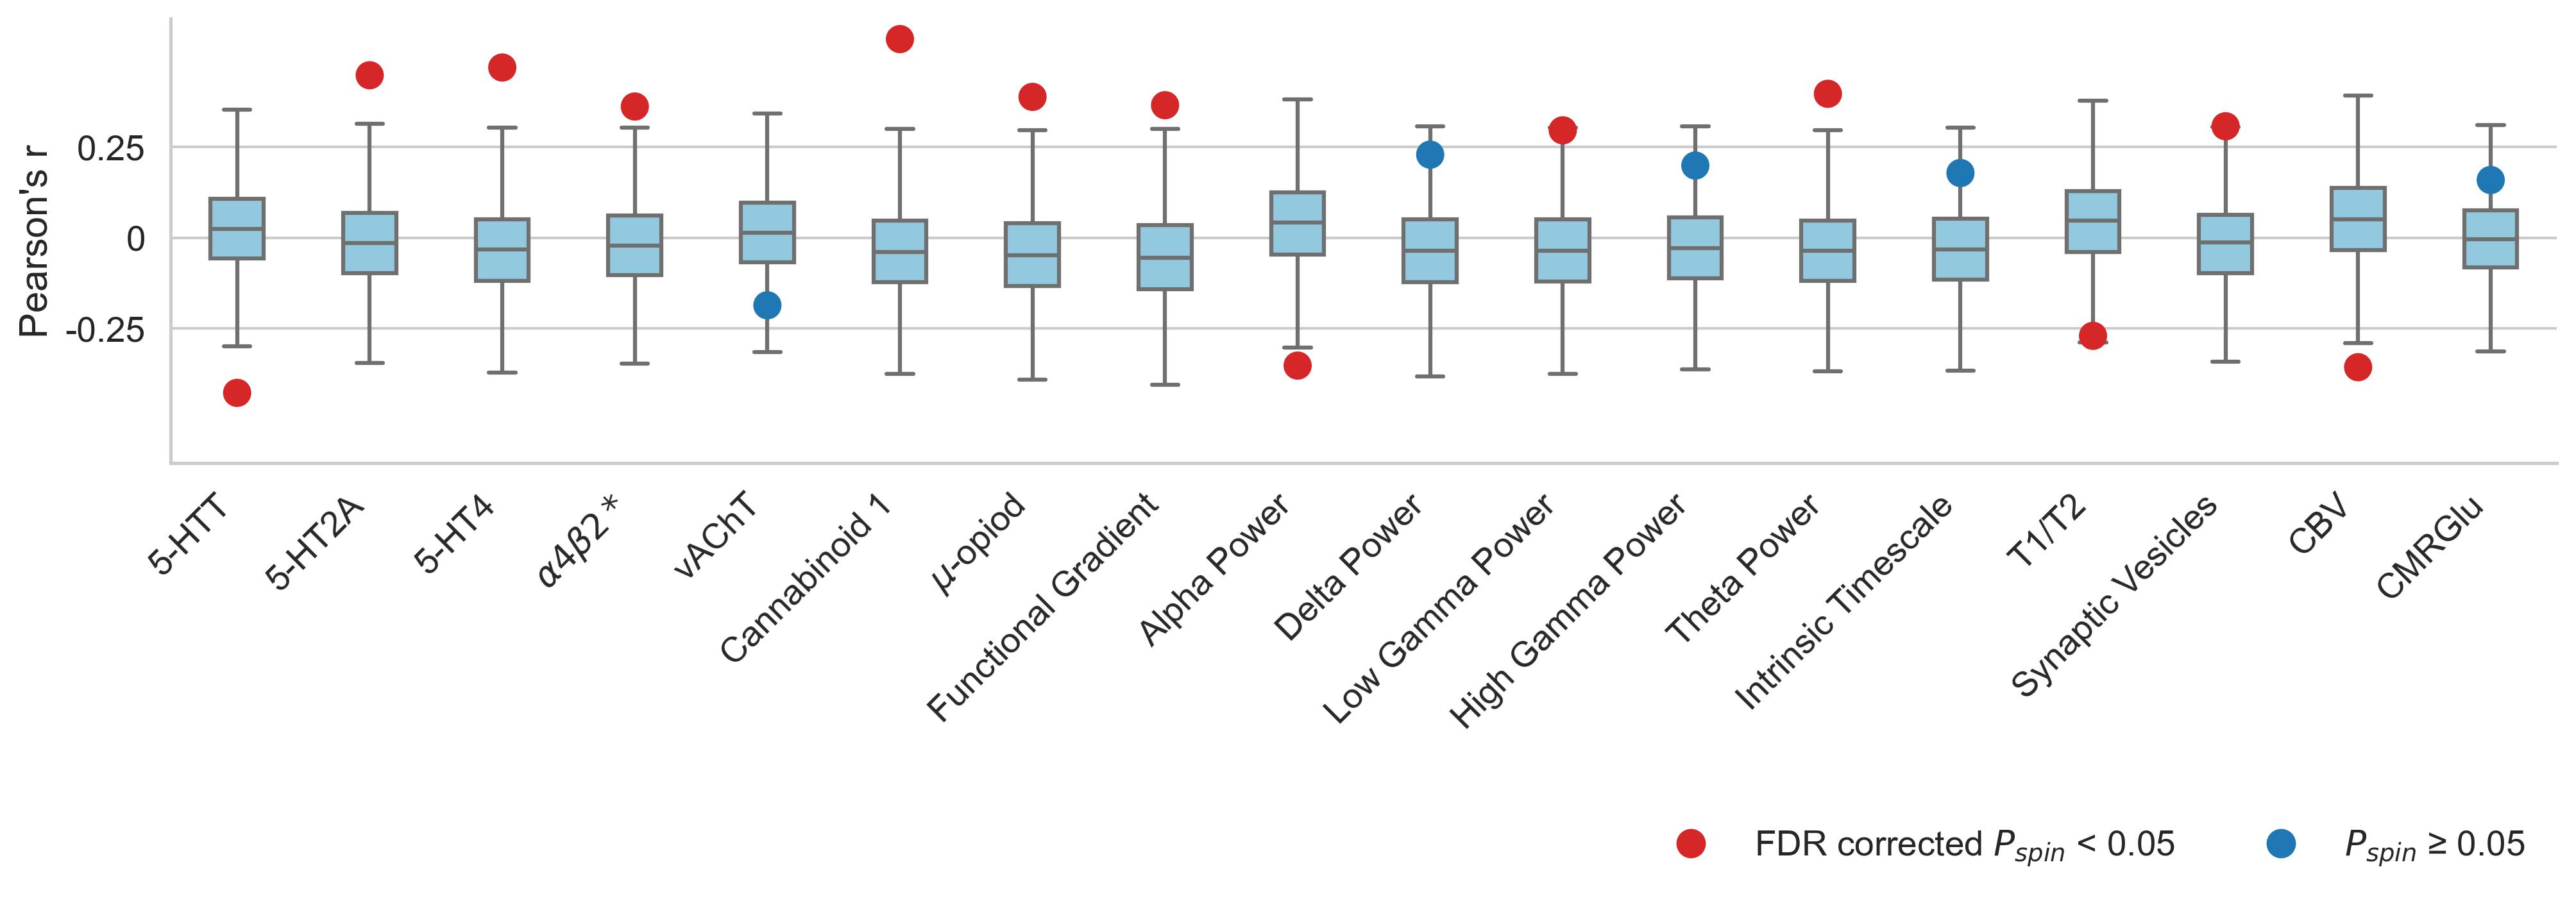 Pearson's r
0.25
0
-0.25
5-HTT
5-HT2A
5-HT4
α4β2*
vAChT
Cannabinoid 1
μ-opiod
Functional Gradient
Alpha Power
Delta Power
Low Gamma Power
High Gamma Power
Theta Power
Intrinsic Timescale
T1/T2
Synaptic Vesicles
CBV
CMRGlu
FDR corrected P_spin < 0.05
P_spin ≥ 0.05